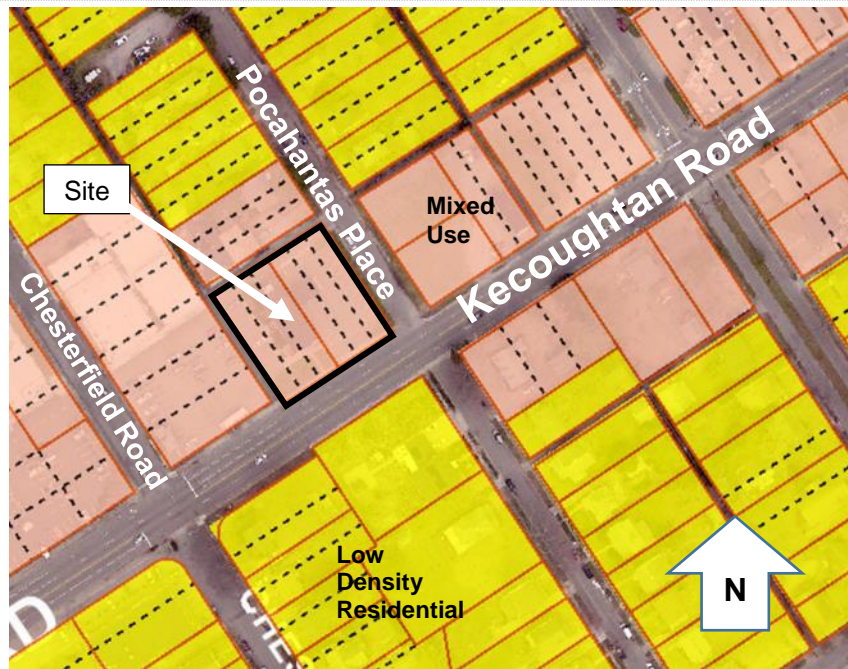 Pocahantas Place
Site
Mixed
Use
Kecoughtan Road
Chesterfield Road
Low
Density
Residential
N